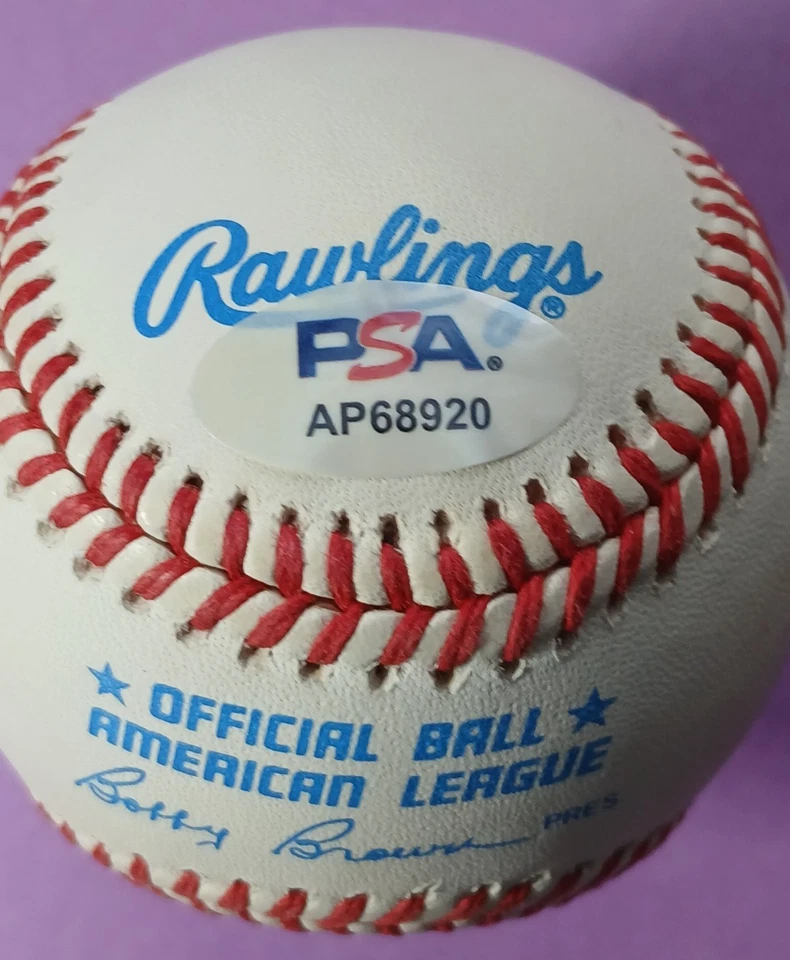 Rawlings®
PSA®
AP68920
★ OFFICIAL BALL ★
AMERICAN LEAGUE
Bobby Brown PRES